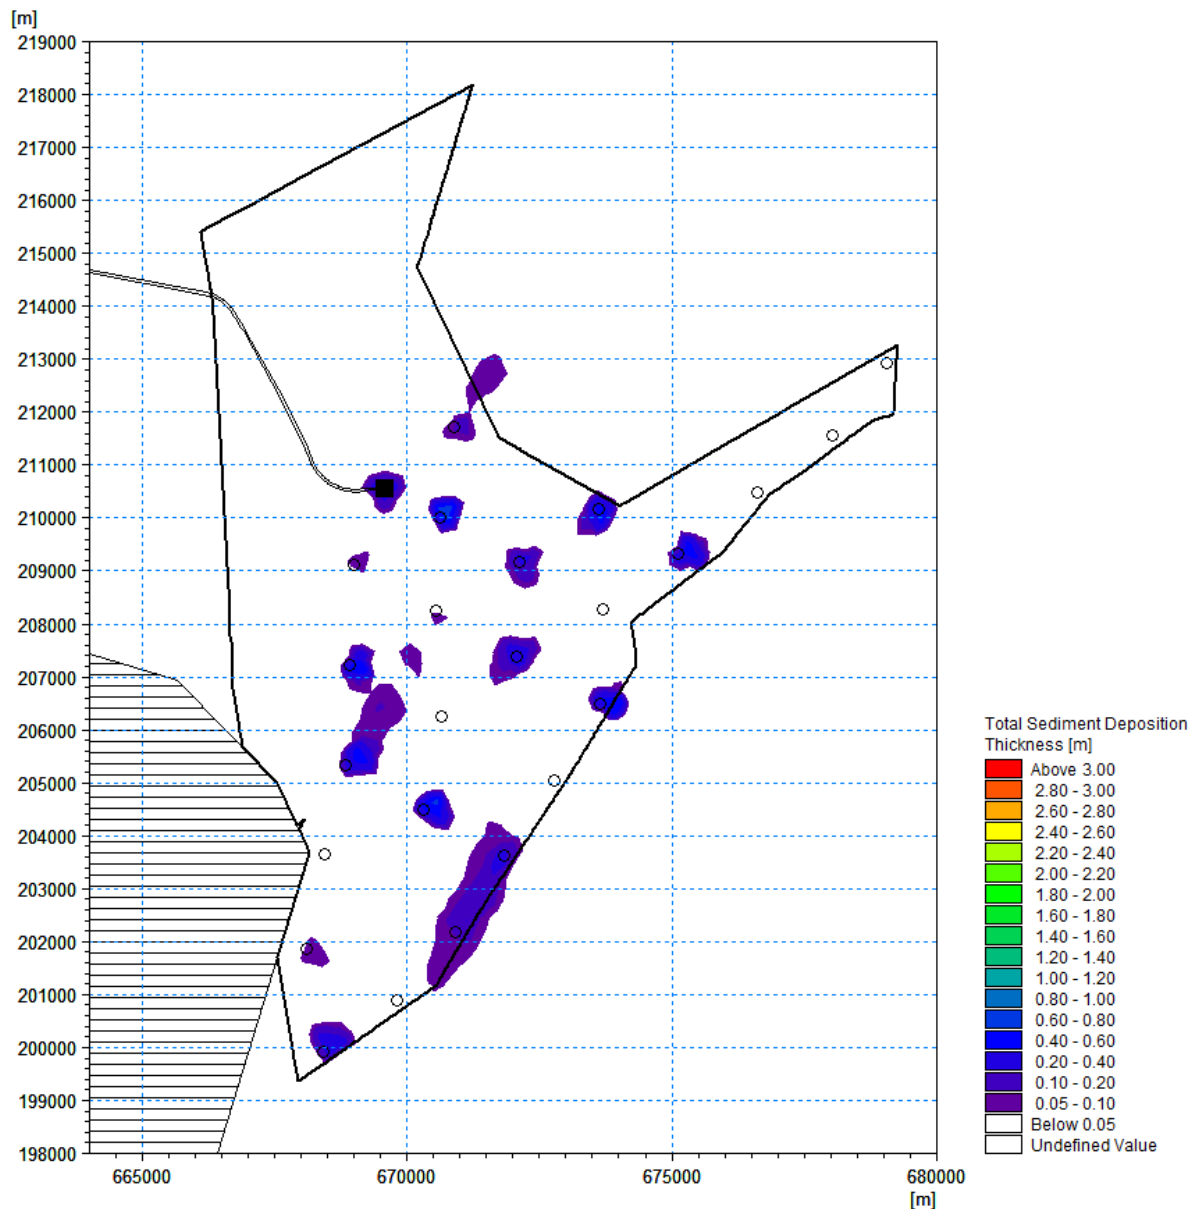 [m]
219000
218000
217000
216000
215000
214000
213000
212000
211000
210000
209000
208000
207000
206000
205000
204000
203000
202000
201000
200000
199000
198000
665000
670000
675000
680000
[m]
Total Sediment Deposition
Thickness [m]
Above 3.00
2.80 - 3.00
2.60 - 2.80
2.40 - 2.60
2.20 - 2.40
2.00 - 2.20
1.80 - 2.00
1.60 - 1.80
1.40 - 1.60
1.20 - 1.40
1.00 - 1.20
0.80 - 1.00
0.60 - 0.80
0.40 - 0.60
0.20 - 0.40
0.10 - 0.20
0.05 - 0.10
Below 0.05
Undefined Value